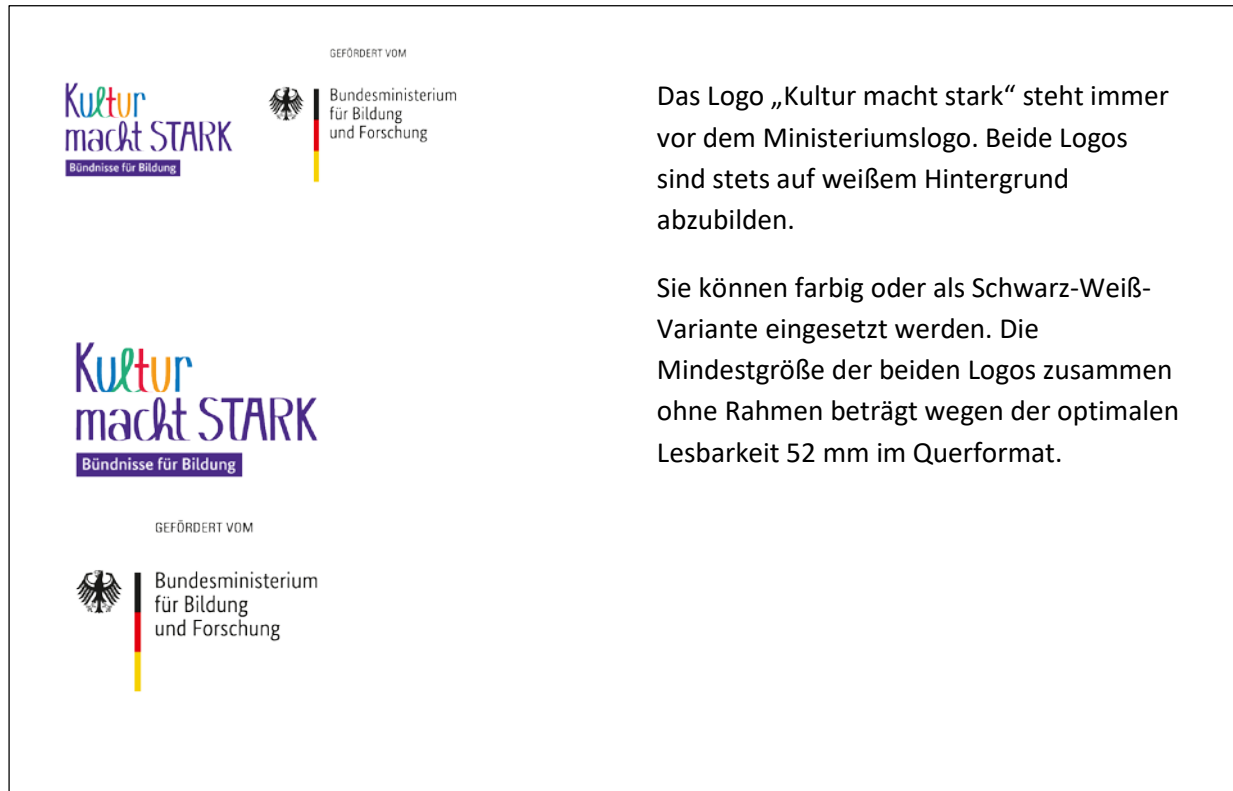 GEFÖRDERT VOM
Kultur
macht STARK
Bündnisse für Bildung
Bundesministerium
für Bildung
und Forschung
Kultur
macht STARK
Bündnisse für Bildung
GEFÖRDERT VOM
Bundesministerium
für Bildung
und Forschung
Das Logo „Kultur macht stark“ steht immer
vor dem Ministeriumslogo. Beide Logos
sind stets auf weißem Hintergrund
abzubilden.
Sie können farbig oder als Schwarz-Weiß-
Variante eingesetzt werden. Die
Mindestgröße der beiden Logos zusammen
ohne Rahmen beträgt wegen der optimalen
Lesbarkeit 52 mm im Querformat.